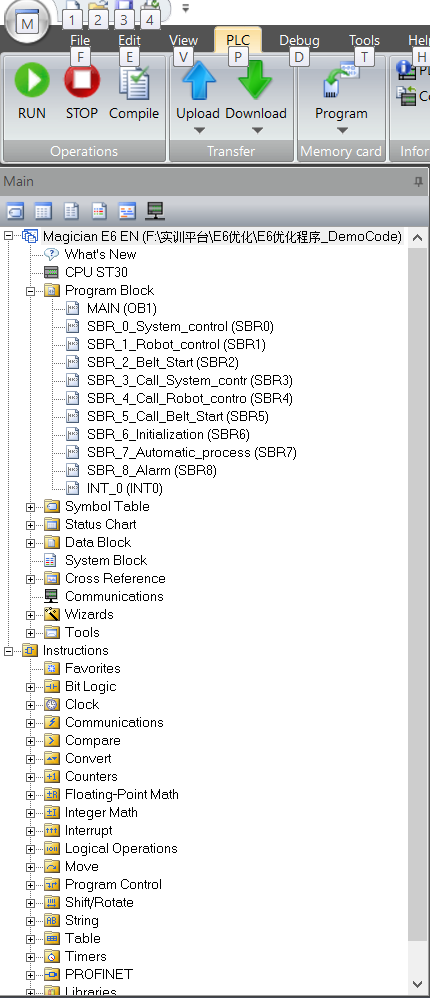 M
1
2
3
4
File Edit View PLC Debug Tools
F E V P D T H
RUN STOP Compile Upload Download Program
Operations Transfer Memory card
Main
Magician E6 EN (F:\实训平台\E6优化\E6优化程序_DemoCode)
What's New
CPU ST30
Program Block
MAIN (OB1)
SBR_0_System_control (SBR0)
SBR_1_Robot_control (SBR1)
SBR_2_Belt_Start (SBR2)
SBR_3_Call_System_contr (SBR3)
SBR_4_Call_Robot_contro (SBR4)
SBR_5_Call_Belt_Start (SBR5)
SBR_6_Initialization (SBR6)
SBR_7_Automatic_process (SBR7)
SBR_8_Alarm (SBR8)
INT_0 (INT0)
Symbol Table
Status Chart
Data Block
System Block
Cross Reference
Communications
Wizards
Tools
Instructions
Favorites
Bit Logic
Clock
Communications
Compare
Convert
Counters
Floating-Point Math
Integer Math
Interrupt
Logical Operations
Move
Program Control
Shift/Rotate
String
Table
Timers
PROFINET
Libraries